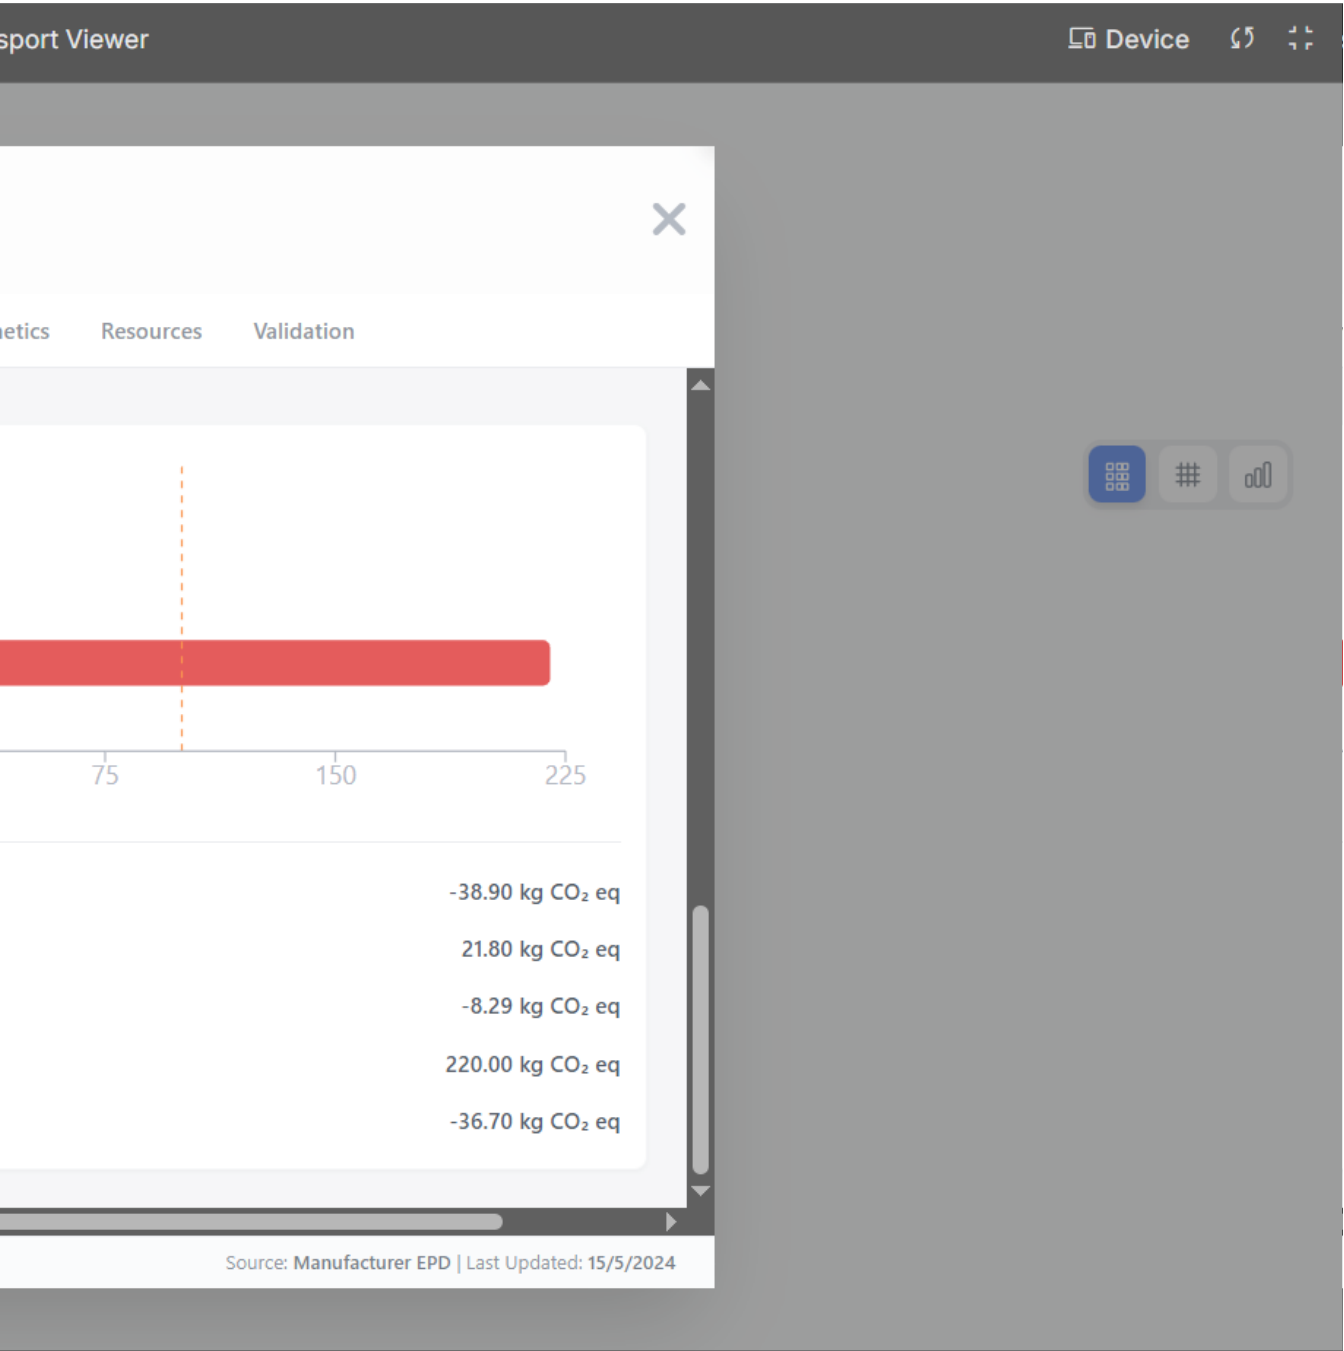 sport Viewer
Device
netics Resources Validation
75 150 225
-38.90 kg CO₂ eq
21.80 kg CO₂ eq
-8.29 kg CO₂ eq
220.00 kg CO₂ eq
-36.70 kg CO₂ eq
Source: Manufacturer EPD | Last Updated: 15/5/2024